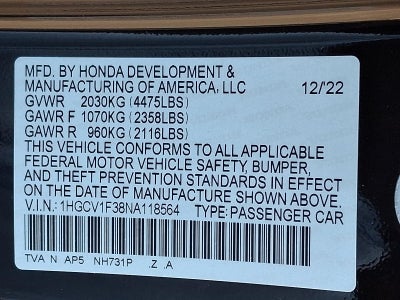 MFD. BY HONDA DEVELOPMENT &
MANUFACTURING OF AMERICA, LLC 12/'22
GVWR 2030KG (4475LBS)
GAWR F 1070KG (2358LBS)
GAWR R 960KG (2116LBS)
THIS VEHICLE CONFORMS TO ALL APPLICABLE
FEDERAL MOTOR VEHICLE SAFETY, BUMPER,
AND THEFT PREVENTION STANDARDS IN EFFECT
ON THE DATE OF MANUFACTURE SHOWN ABOVE.
V.I.N.: 1HGCV1F38NA118564 TYPE: PASSENGER CAR
TVA N AP5 NH731P .Z .A